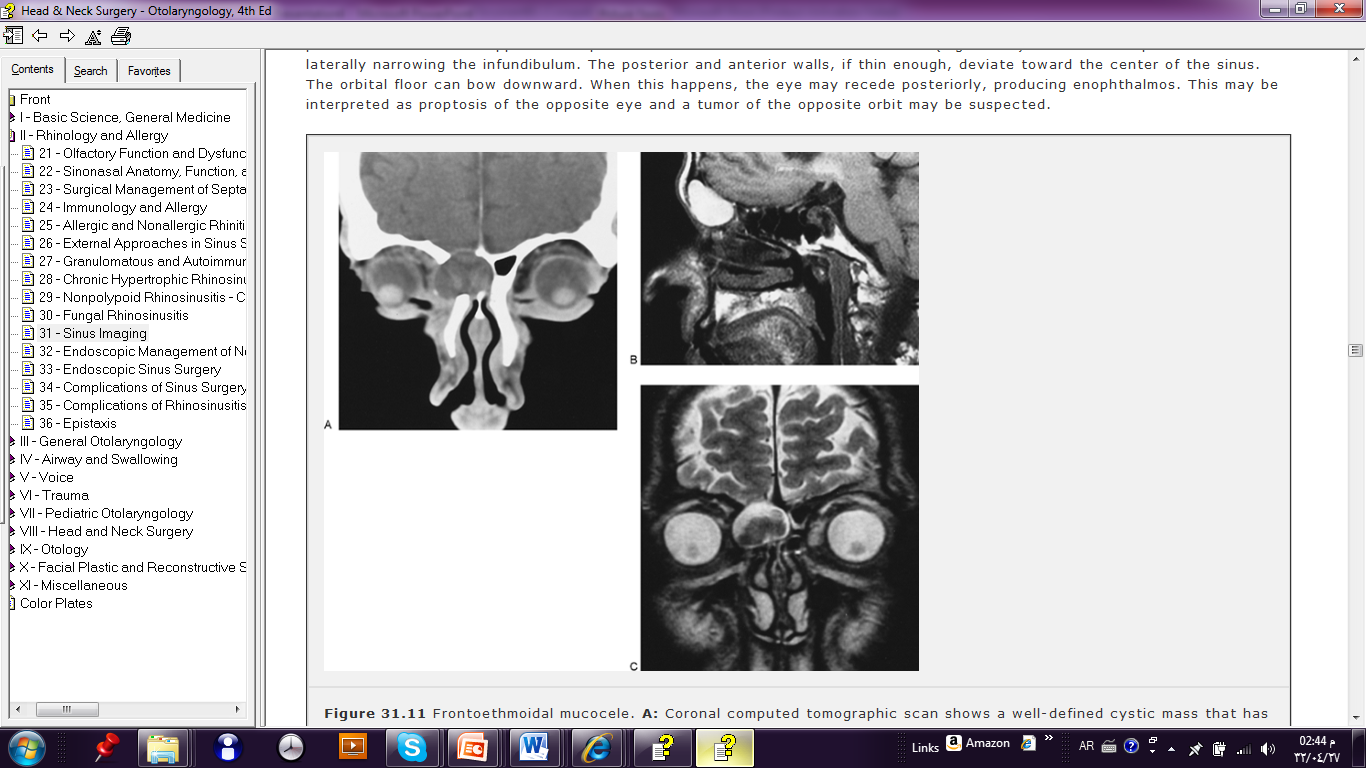 Head & Neck Surgery - Otolaryngology, 4th Ed
Contents
Search
Favorites
Front
I - Basic Science, General Medicine
II - Rhinology and Allergy
21 - Olfactory Function and Dysfunc
22 - Sinonasal Anatomy, Function, a
23 - Surgical Management of Septa
24 - Immunology and Allergy
25 - Allergic and Nonallergic Rhiniti
26 - External Approaches in Sinus S
27 - Granulomatous and Autoimmur
28 - Chronic Hypertrophic Rhinosinu
29 - Nonpolypoid Rhinosinusitis - C
30 - Fungal Rhinosinusitis
31 - Sinus Imaging
32 - Endoscopic Management of Ne
33 - Endoscopic Sinus Surgery
34 - Complications of Sinus Surgery
35 - Complications of Rhinosinusitis
36 - Epistaxis
III - General Otolaryngology
IV - Airway and Swallowing
V - Voice
VI - Trauma
VII - Pediatric Otolaryngology
VIII - Head and Neck Surgery
IX - Otology
X - Facial Plastic and Reconstructive S
XI - Miscellaneous
Color Plates
laterally narrowing the infundibulum. The posterior and anterior walls, if thin enough, deviate toward the center of the sinus.
The orbital floor can bow downward. When this happens, the eye may recede posteriorly, producing enophthalmos. This may be
interpreted as proptosis of the opposite eye and a tumor of the opposite orbit may be suspected.
A
B
C
Figure 31.11 Frontoethmoidal mucocele. A: Coronal computed tomographic scan shows a well-defined cystic mass that has
Links
Amazon
»
AR
02:44 م
٣٢/٠٤/٢٧